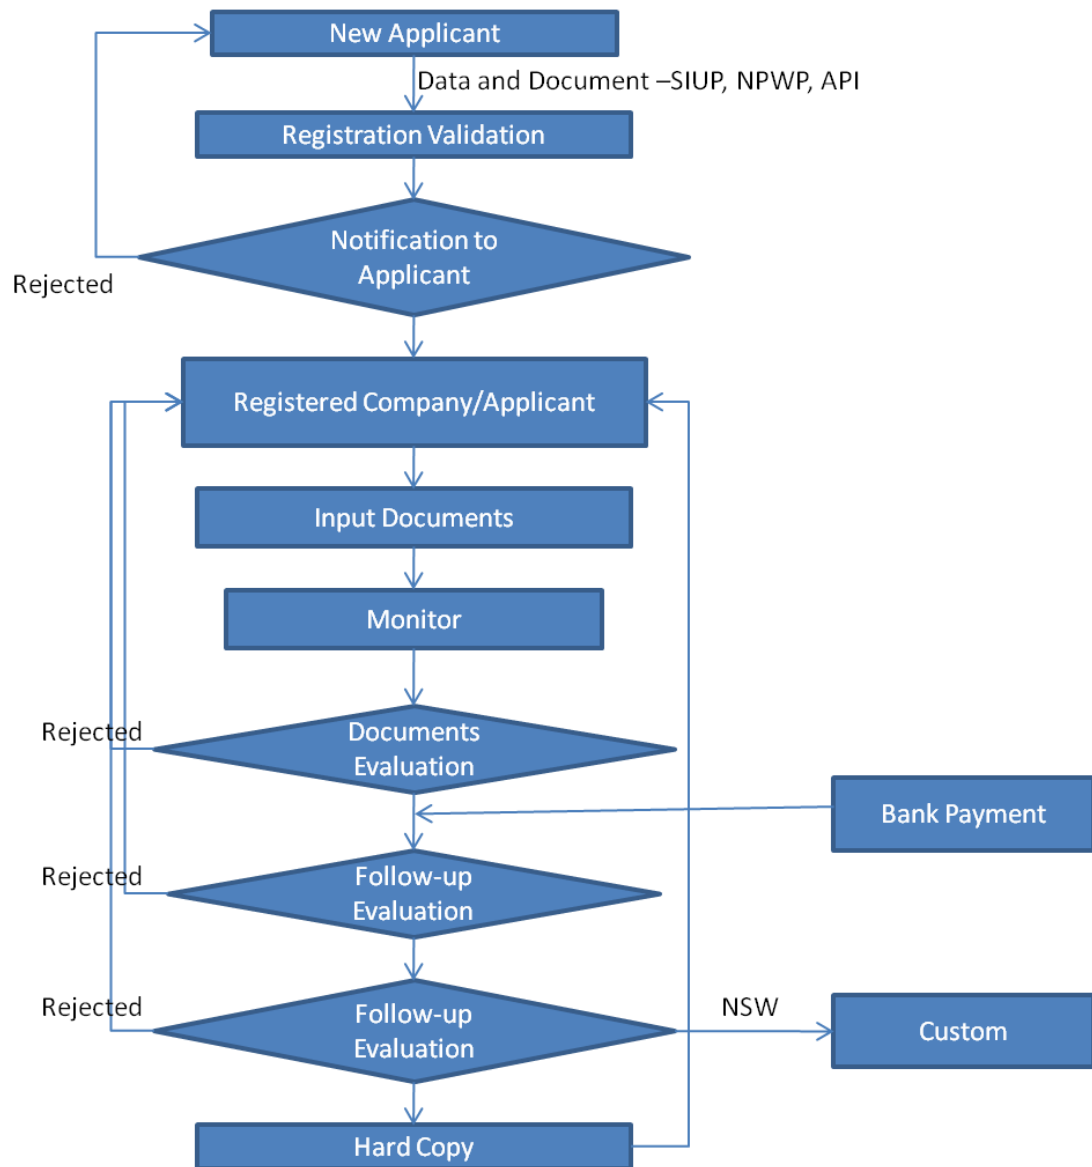 New Applicant
Data and Document –SIUP, NPWP, API
Registration Validation
Notification to
Applicant
Rejected
Registered Company/Applicant
Input Documents
Monitor
Rejected
Documents
Evaluation
Bank Payment
Rejected
Follow-up
Evaluation
Rejected
Follow-up
Evaluation
NSW
Custom
Hard Copy